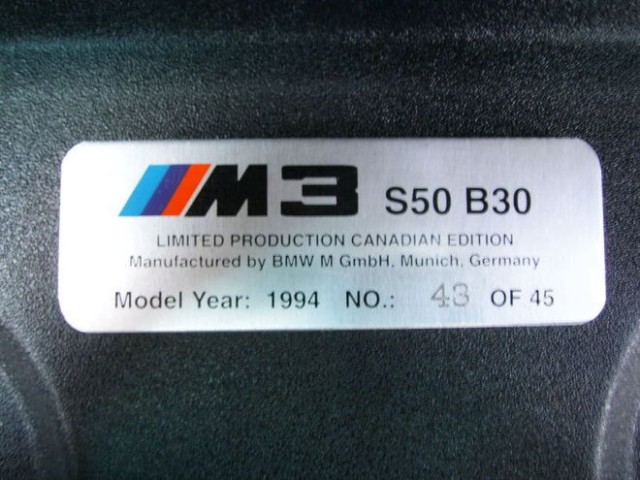 M3 S50 B30
LIMITED PRODUCTION CANADIAN EDITION
Manufactured by BMW M GmbH, Munich, Germany
Model Year: 1994 NO.: 43 OF 45